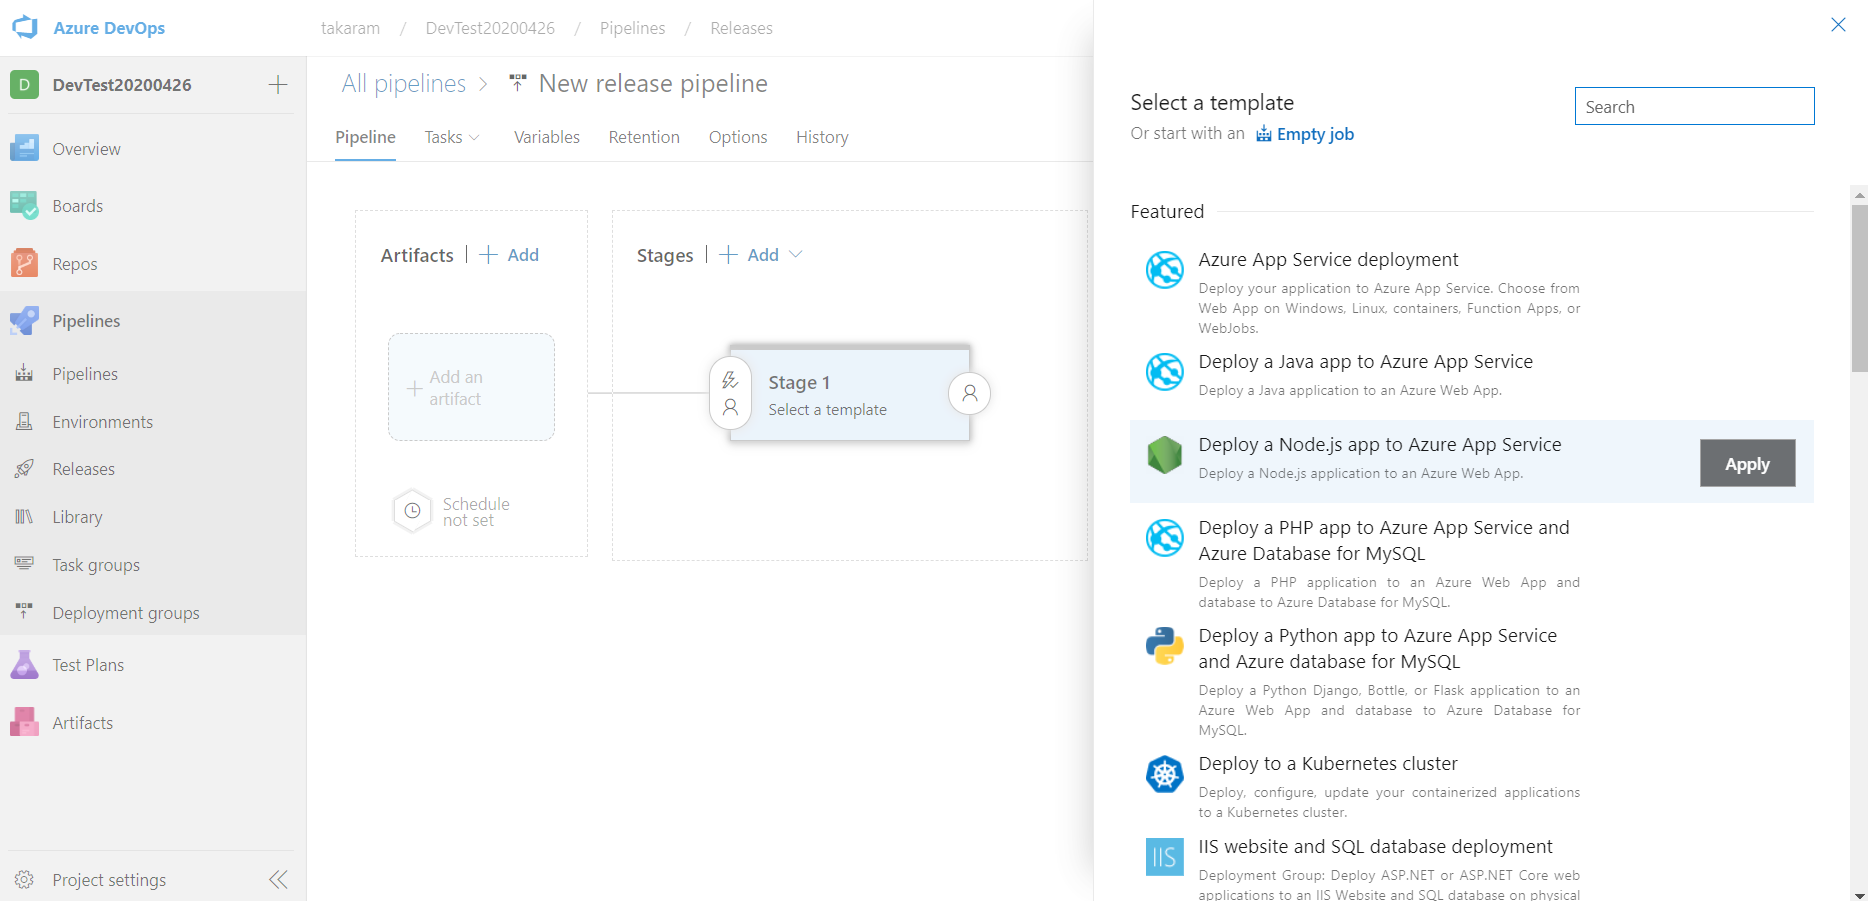 Azure DevOps
takaram / DevTest20200426 / Pipelines / Releases
D DevTest20200426
Overview
Boards
Repos
Pipelines
Pipelines
Environments
Releases
Library
Task groups
Deployment groups
Test Plans
Artifacts
Project settings
All pipelines > New release pipeline
Pipeline Tasks Variables Retention Options History
Artifacts | + Add
Add an
artifact
Schedule
not set
Stages | + Add
Stage 1
Select a template
Select a template
Or start with an Empty job
Search
Featured
Azure App Service deployment
Deploy your application to Azure App Service. Choose from
Web App on Windows, Linux, containers, Function Apps, or
WebJobs.
Deploy a Java app to Azure App Service
Deploy a Java application to an Azure Web App.
Deploy a Node.js app to Azure App Service
Deploy a Node.js application to an Azure Web App.
Apply
Deploy a PHP app to Azure App Service and
Azure Database for MySQL
Deploy a PHP application to an Azure Web App and
database to Azure Database for MySQL.
Deploy a Python app to Azure App Service
and Azure database for MySQL
Deploy a Python Django, Bottle, or Flask application to an
Azure Web App and database to Azure Database for
MySQL.
Deploy to a Kubernetes cluster
Deploy, configure, update your containerized applications
to a Kubernetes cluster.
IIS
IIS website and SQL database deployment
Deployment Group: Deploy ASP.NET or ASP.NET Core web
applications to an IIS Website and SQL database on physical